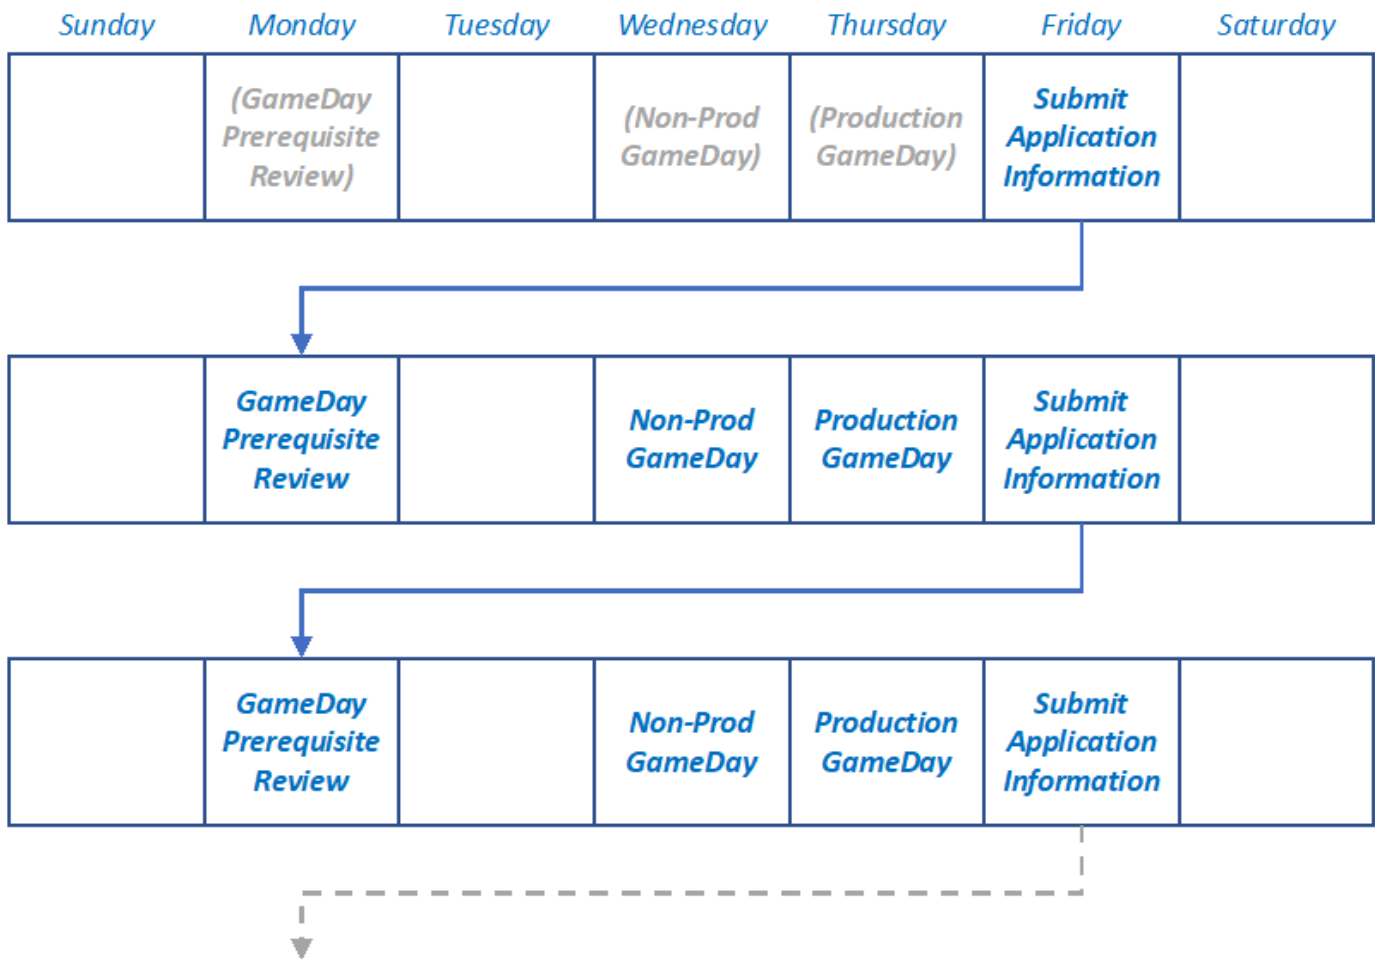 Sunday Monday Tuesday Wednesday Thursday Friday Saturday
(GameDay
Prerequisite
Review)
(Non-Prod
GameDay)
(Production
GameDay)
Submit
Application
Information
GameDay
Prerequisite
Review
Non-Prod
GameDay
Production
GameDay
Submit
Application
Information
GameDay
Prerequisite
Review
Non-Prod
GameDay
Production
GameDay
Submit
Application
Information